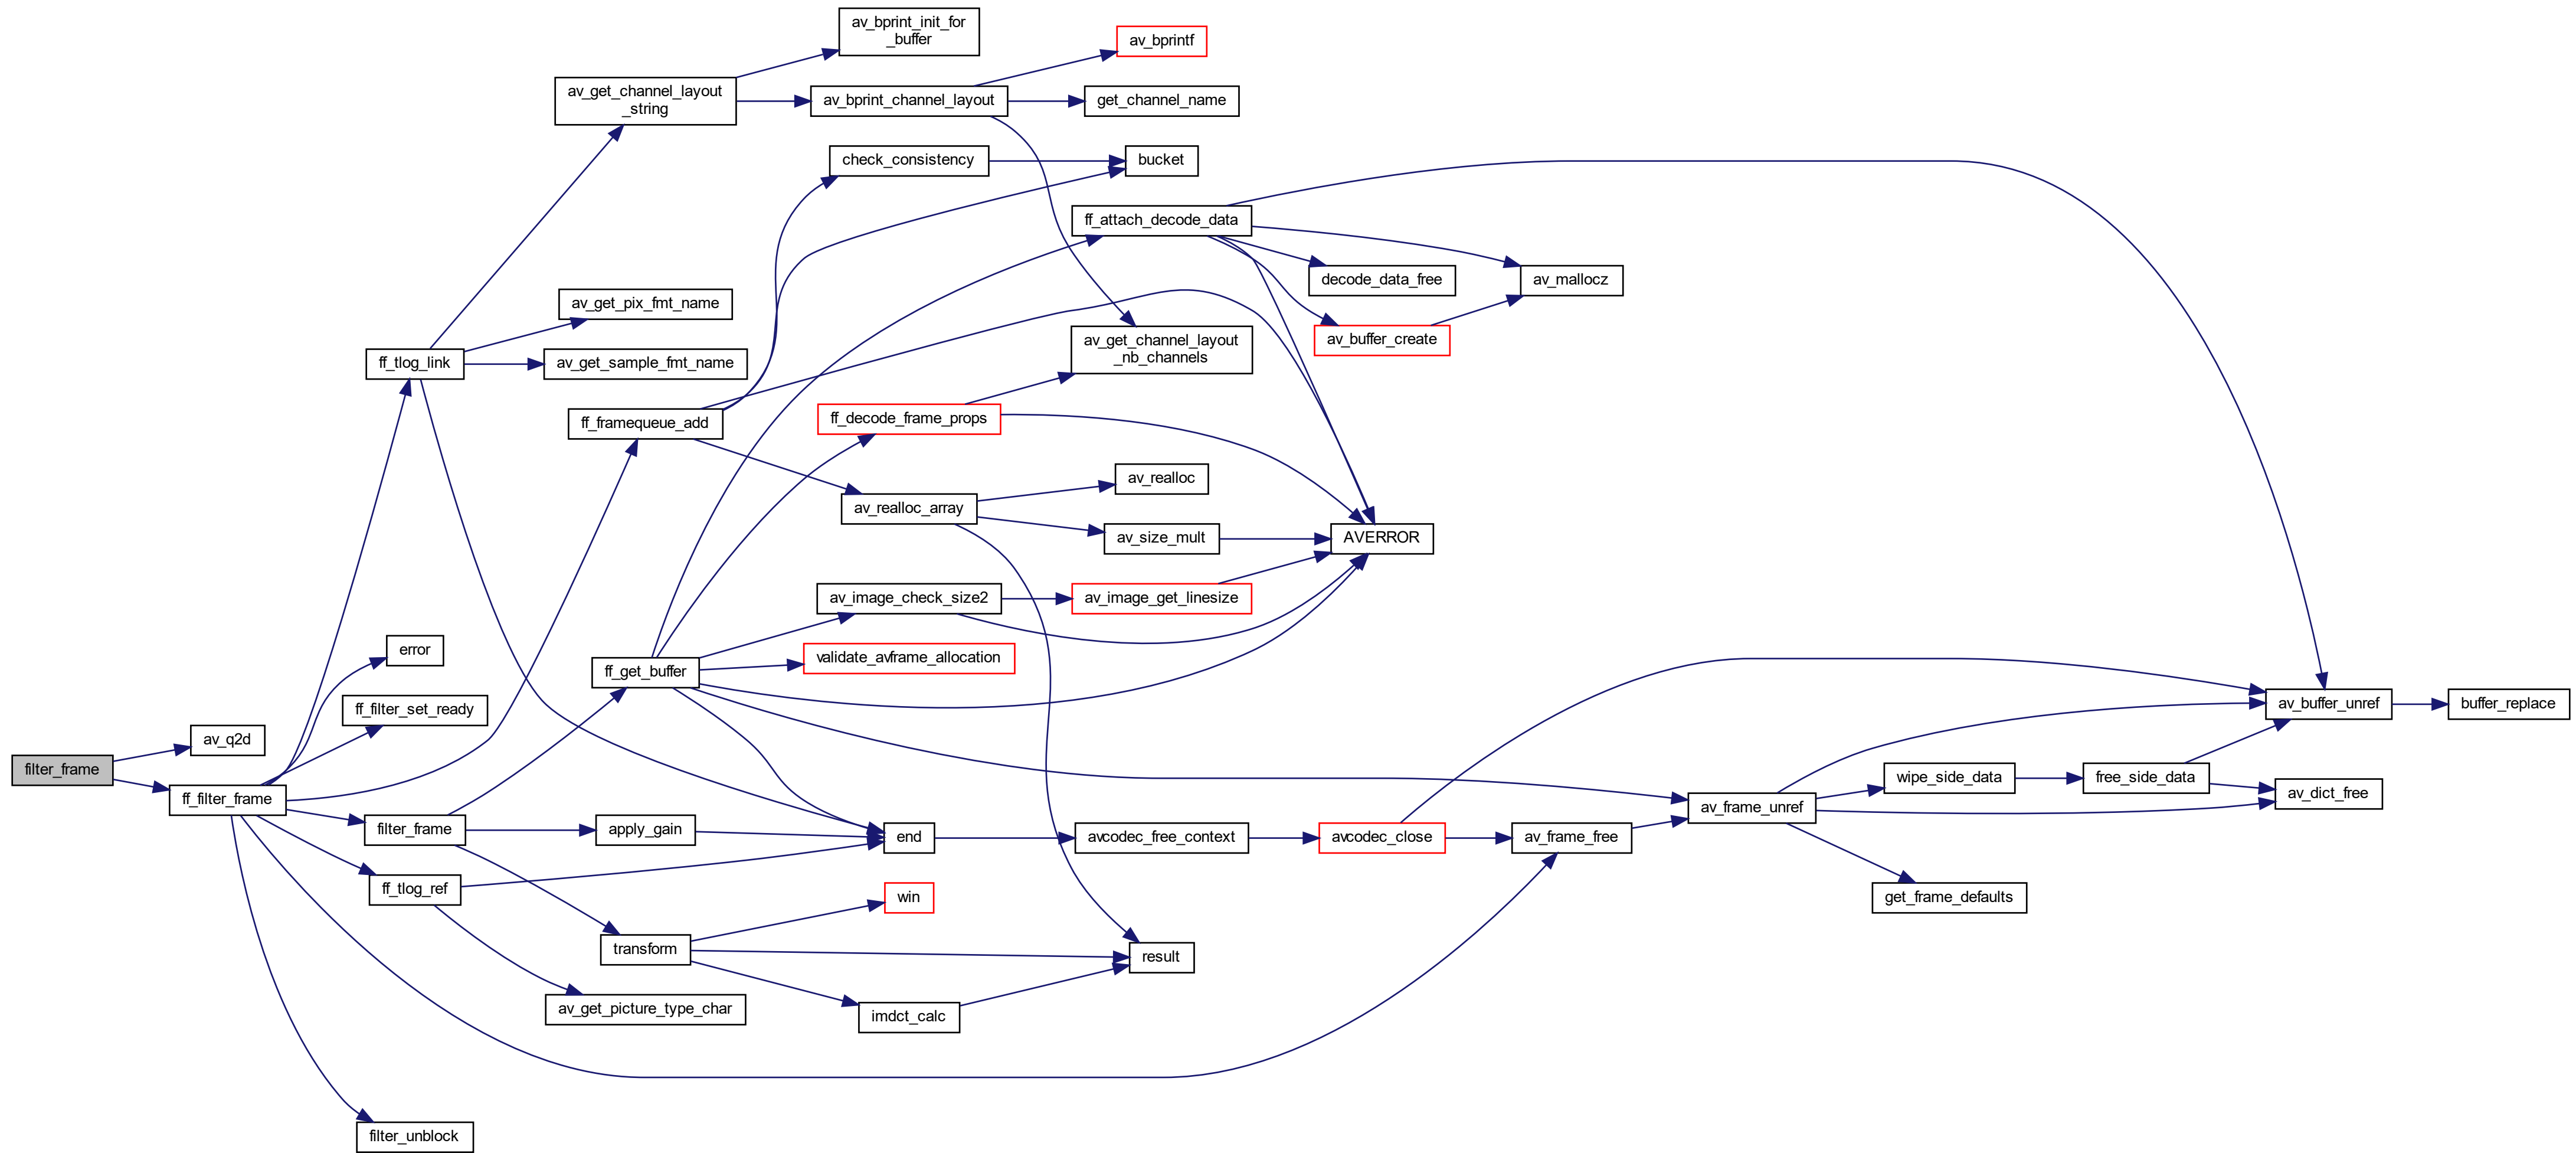 filter_frame
av_q2d
ff_filter_frame
ff_tlog_link
error
ff_filter_set_ready
filter_frame
ff_tlog_ref
filter_unblock
av_get_channel_layout
_string
av_get_pix_fmt_name
av_get_sample_fmt_name
ff_framequeue_add
ff_get_buffer
apply_gain
transform
av_get_picture_type_char
av_bprint_init_for
_buffer
av_bprint_channel_layout
check_consistency
ff_decode_frame_props
av_realloc_array
av_image_check_size2
validate_avframe_allocation
end
win
imdct_calc
av_bprintf
get_channel_name
bucket
ff_attach_decode_data
av_get_channel_layout
_nb_channels
av_realloc
av_size_mult
av_image_get_linesize
avcodec_free_context
result
decode_data_free
av_buffer_create
AVERROR
avcodec_close
av_mallocz
av_frame_free
av_frame_unref
wipe_side_data
get_frame_defaults
free_side_data
av_buffer_unref
av_dict_free
buffer_replace